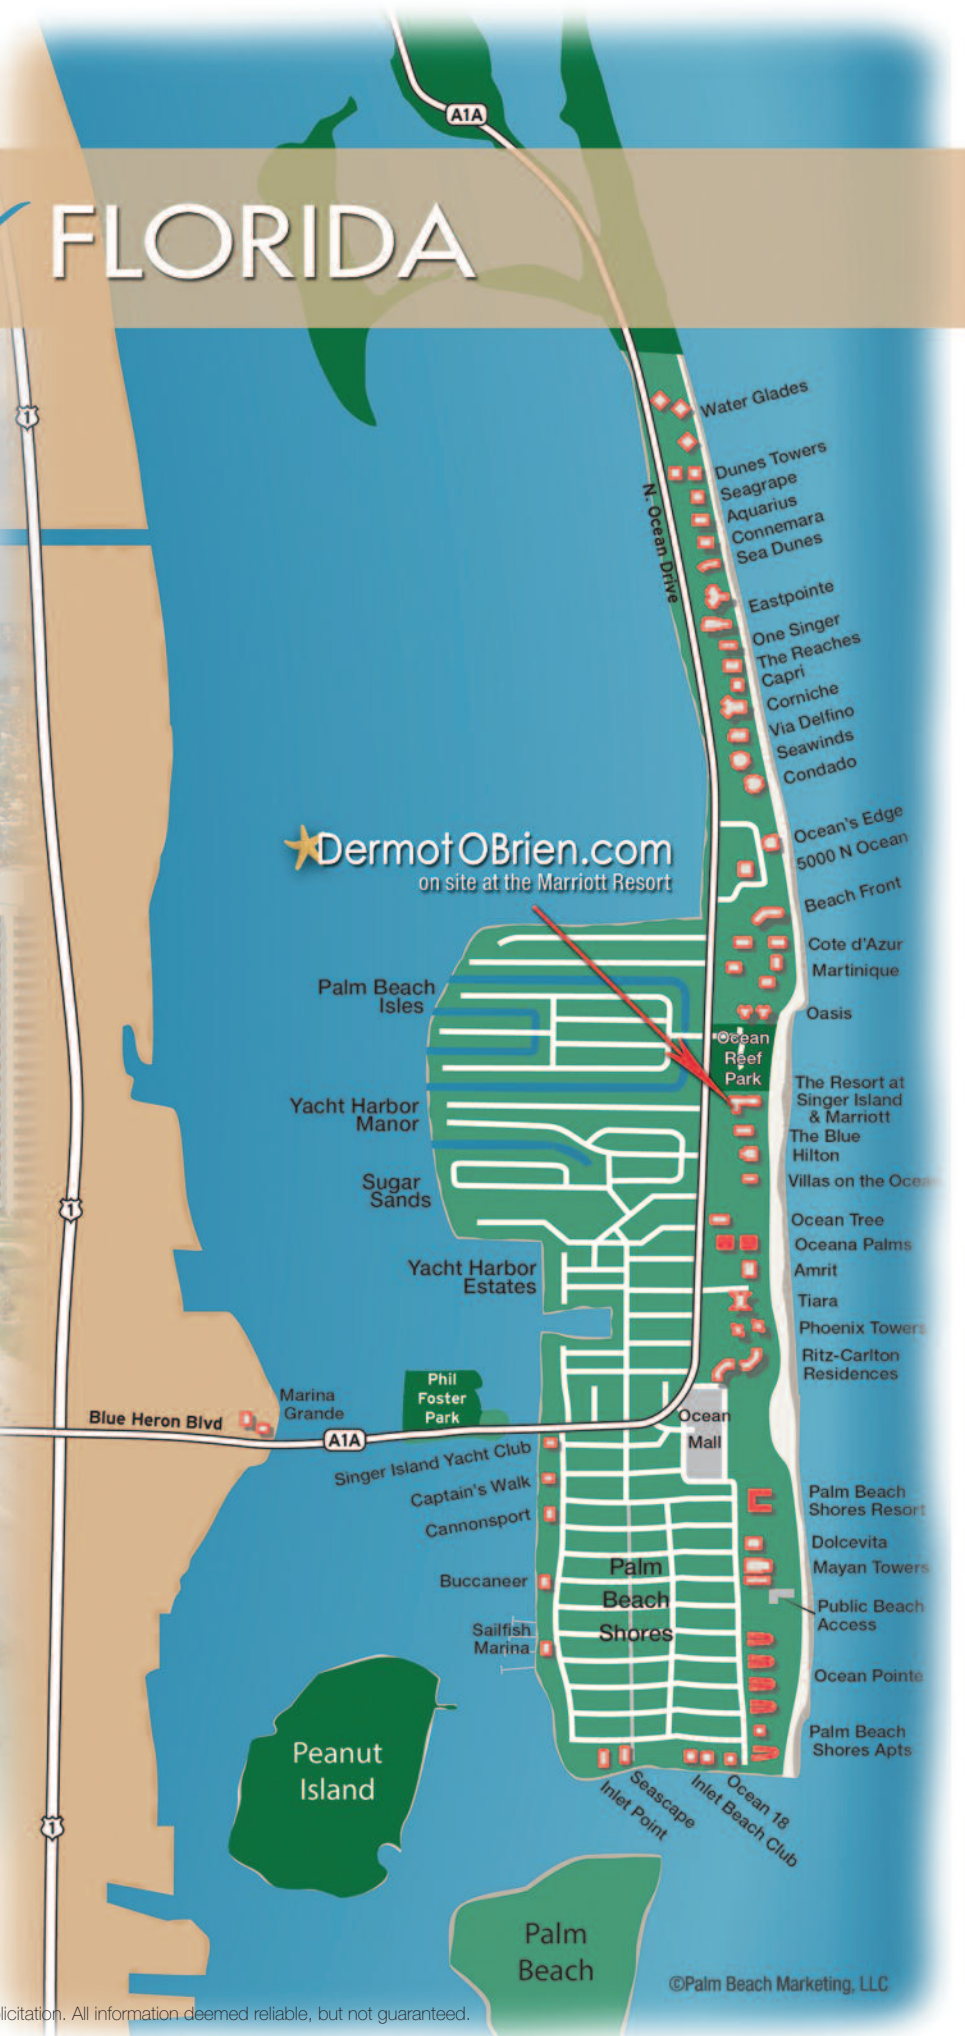 A1A
FLORIDA
1
Water Glades
Dunes Towers
Seagrape
Aquarius
Connemara
Sea Dunes
N. Ocean Drive
Eastpointe
One Singer
The Reaches
Capri
Corniche
Via Delfino
Seawinds
Condado
DermotOBrien.com
on site at the Marriott Resort
Ocean's Edge
5000 N Ocean
Beach Front
Cote d'Azur
Martinique
Oasis
Palm Beach
Isles
Ocean
Reef
Park
The Resort at
Singer Island
& Marriott
Yacht Harbor
Manor
The Blue
Hilton
Villas on the Ocean
Sugar
Sands
1
Ocean Tree
Oceana Palms
Amrit
Yacht Harbor
Estates
Tiara
Phoenix Towers
Ritz-Carlton
Residences
Phil
Foster
Park
Marina
Grande
Blue Heron Blvd
A1A
Ocean
Mall
Singer Island Yacht Club
Captain's Walk
Cannonsport
Palm Beach
Shores Resort
Dolcevita
Mayan Towers
Buccaneer
Palm
Beach
Shores
Public Beach
Access
Sailfish
Marina
Ocean Pointe
Palm Beach
Shores Apts
Peanut
Island
Inlet Point
Seascape
Inlet Beach Club
Ocean 18
1
Palm
Beach
©Palm Beach Marketing, LLC
licitation. All information deemed reliable, but not guaranteed.